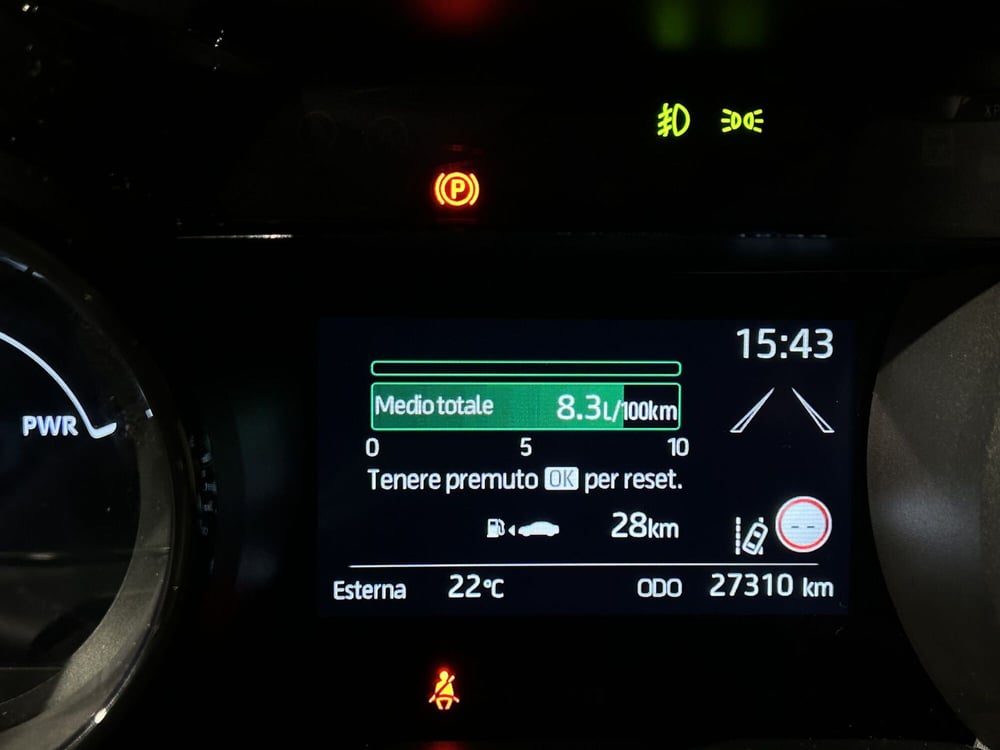 P
15:43
Medio totale 8.3L/100km
0 5 10
Tenere premuto OK per reset.
28km
--
Esterna 22°C ODO 27310 km
PWR